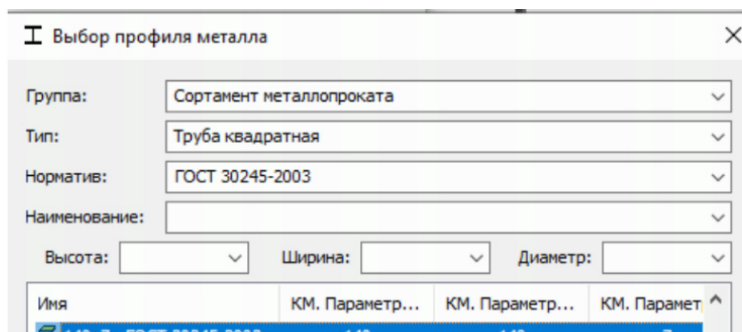 Выбор профиля металла
Группа: Сортамент металлопроката
Тип: Труба квадратная
Норматив: ГОСТ 30245-2003
Наименование:
Высота: Ширина: Диаметр:
Имя КМ. Параметр... КМ. Параметр... КМ. Парамет